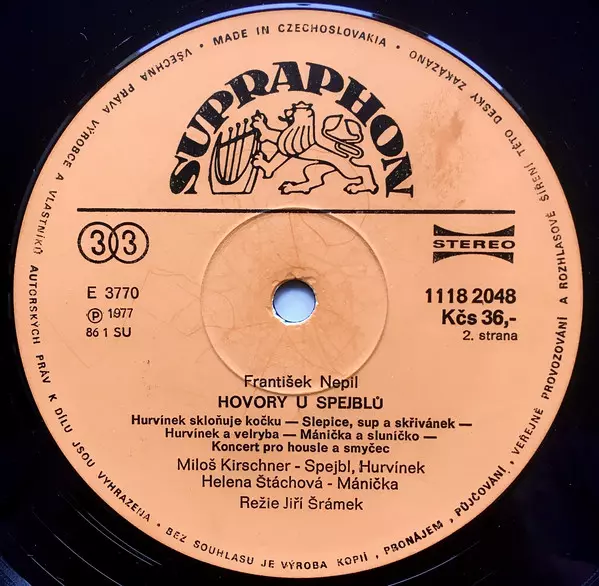 VŠECHNA PRÁVA VÝROBCE A VLASTNÍKŮ AUTORSKÝCH PRÁV K DÍLU JSOU VYHRAZENA • BEZ SOUHLASU JE VÝROBA KOPIÍ, PRONÁJEM, PŮJČOVÁNÍ, VEŘEJNÉ PROVOZOVÁNÍ A ROZHLASOVÉ ŠÍŘENÍ TÉTO DESKY ZAKÁZÁNO • MADE IN CZECHOSLOVAKIA •
SUPRAPHON
33
STEREO
E 3770
℗ 1977
86 1 SU
1118 2048
Kčs 36,-
2. strana
František Nepil
HOVORY U SPEJBLŮ
Hurvínek skloňuje kočku — Slepice, sup a skřivánek —
Hurvínek a velryba — Mánička a sluníčko —
Koncert pro housle a smyčec
Miloš Kirschner - Spejbl, Hurvínek
Helena Štáchová - Mánička
Režie Jiří Šrámek